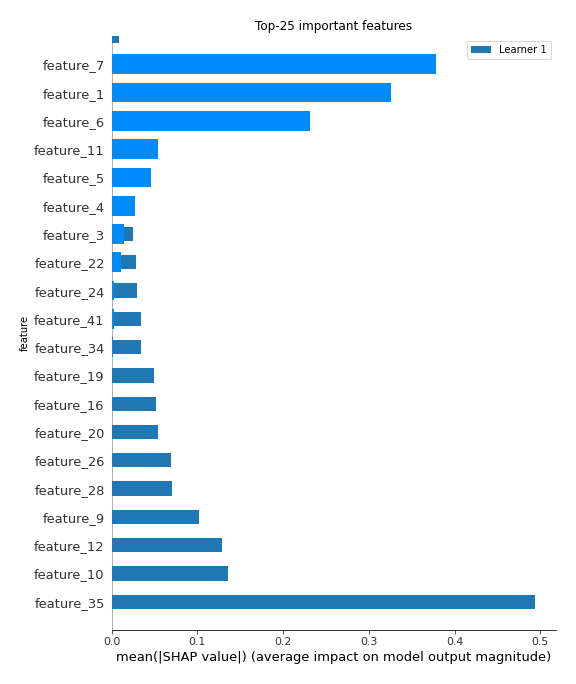 Top-25 important features
Learner 1
feature_7
feature_1
feature_6
feature_11
feature_5
feature_4
feature_3
feature_22
feature_24
feature_41
feature_34
feature_19
feature_16
feature_20
feature_26
feature_28
feature_9
feature_12
feature_10
feature_35
feature
0.0 0.1 0.2 0.3 0.4 0.5
mean(|SHAP value|) (average impact on model output magnitude)